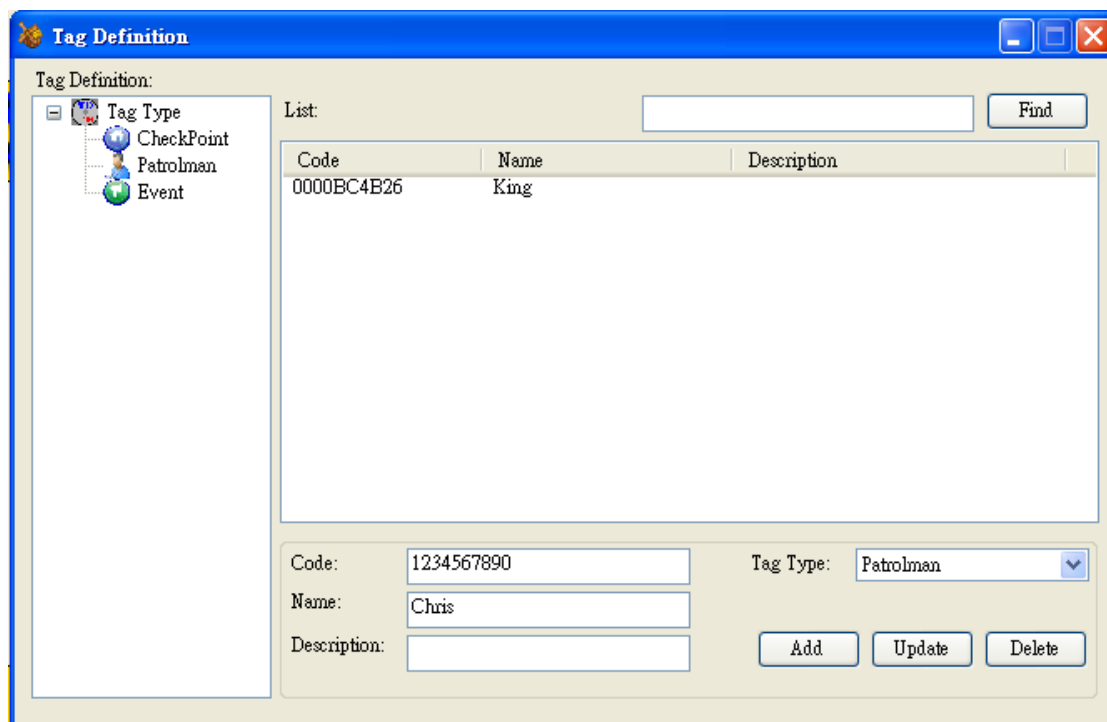 Tag Definition
Tag Definition:
Tag Type
CheckPoint
Patrolman
Event
List:
Find
Code Name Description
0000BC4B26 King
Code: 1234567890 Tag Type: Patrolman
Name: Chris
Description:
Add Update Delete